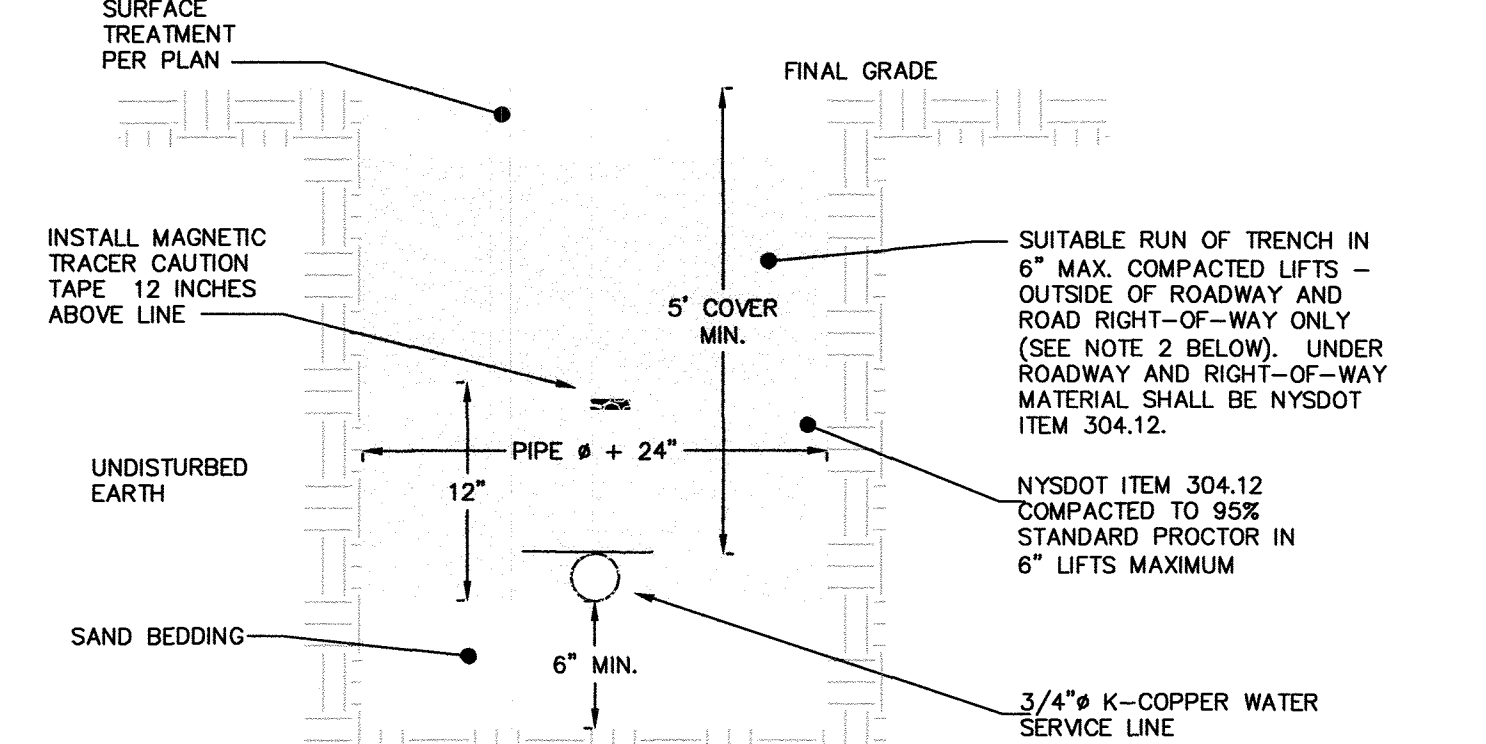 SURFACE
TREATMENT
PER PLAN
FINAL GRADE
INSTALL MAGNETIC
TRACER CAUTION
TAPE 12 INCHES
ABOVE LINE
5' COVER
MIN.
SUITABLE RUN OF TRENCH IN
6" MAX. COMPACTED LIFTS –
OUTSIDE OF ROADWAY AND
ROAD RIGHT–OF–WAY ONLY
(SEE NOTE 2 BELOW). UNDER
ROADWAY AND RIGHT–OF–WAY
MATERIAL SHALL BE NYSDOT
ITEM 304.12.
PIPE ø + 24"
UNDISTURBED
EARTH
12"
NYSDOT ITEM 304.12
COMPACTED TO 95%
STANDARD PROCTOR IN
6" LIFTS MAXIMUM
SAND BEDDING
6" MIN.
3/4"ø K–COPPER WATER
SERVICE LINE